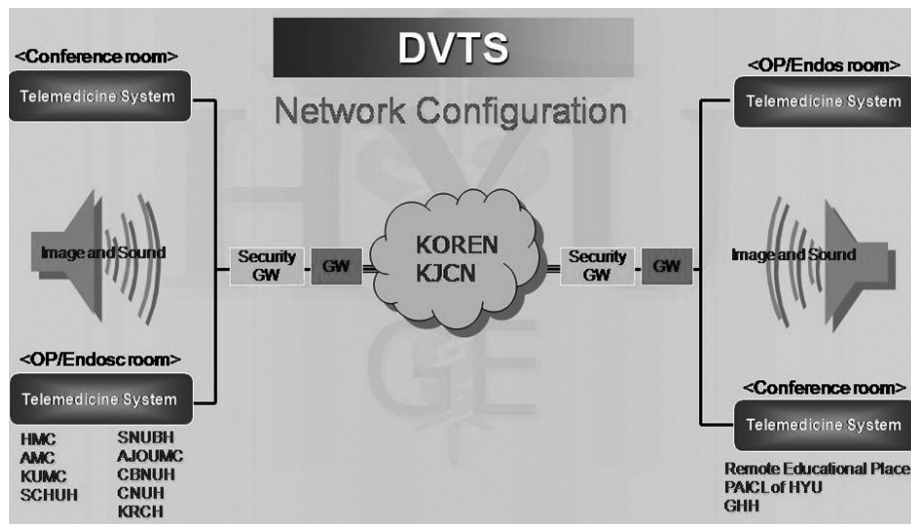 DVTS
Network Configuration
<Conference room>
Telemedicine System
Image and Sound
<OP/Endosc room>
Telemedicine System
HMC
AMC
KUMC
SCHUH
SNUBH
AJOUMC
CBNUH
CNUH
KRCH
Security
GW
GW
KOREN
KJCN
Security
GW
GW
<OP/Endos room>
Telemedicine System
Image and Sound
<Conference room>
Telemedicine System
Remote Educational Place
PAICL of HYU
GHH
HYU
GE